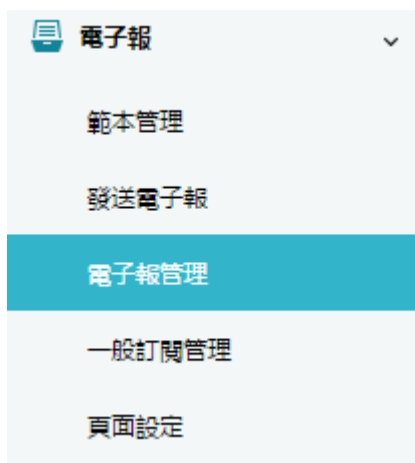 電子報
範本管理
發送電子報
電子報管理
一般訂閱管理
頁面設定